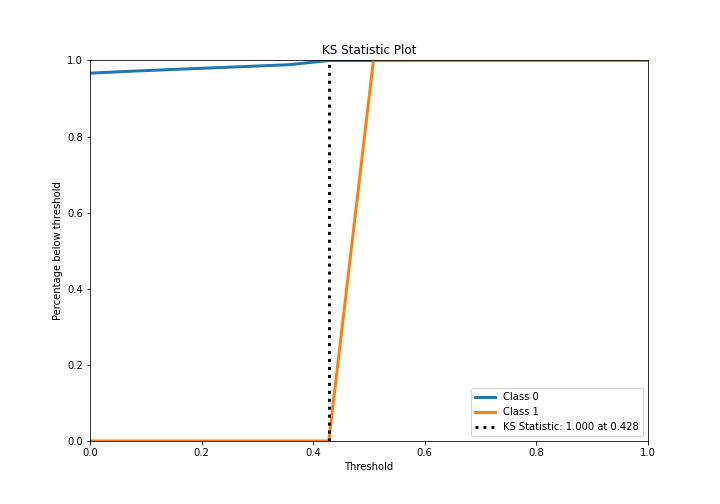 KS Statistic Plot
1.0
0.8
0.6
0.4
0.2
0.0
Percentage below threshold
0.0 0.2 0.4 0.6 0.8 1.0
Threshold
Class 0
Class 1
KS Statistic: 1.000 at 0.428